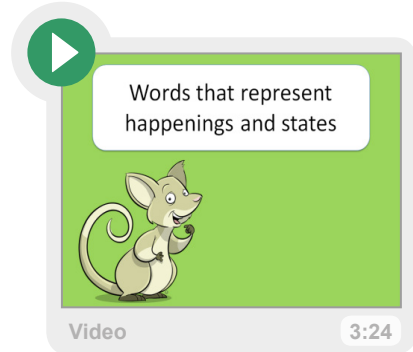 Words that represent
happenings and states
Video
3:24